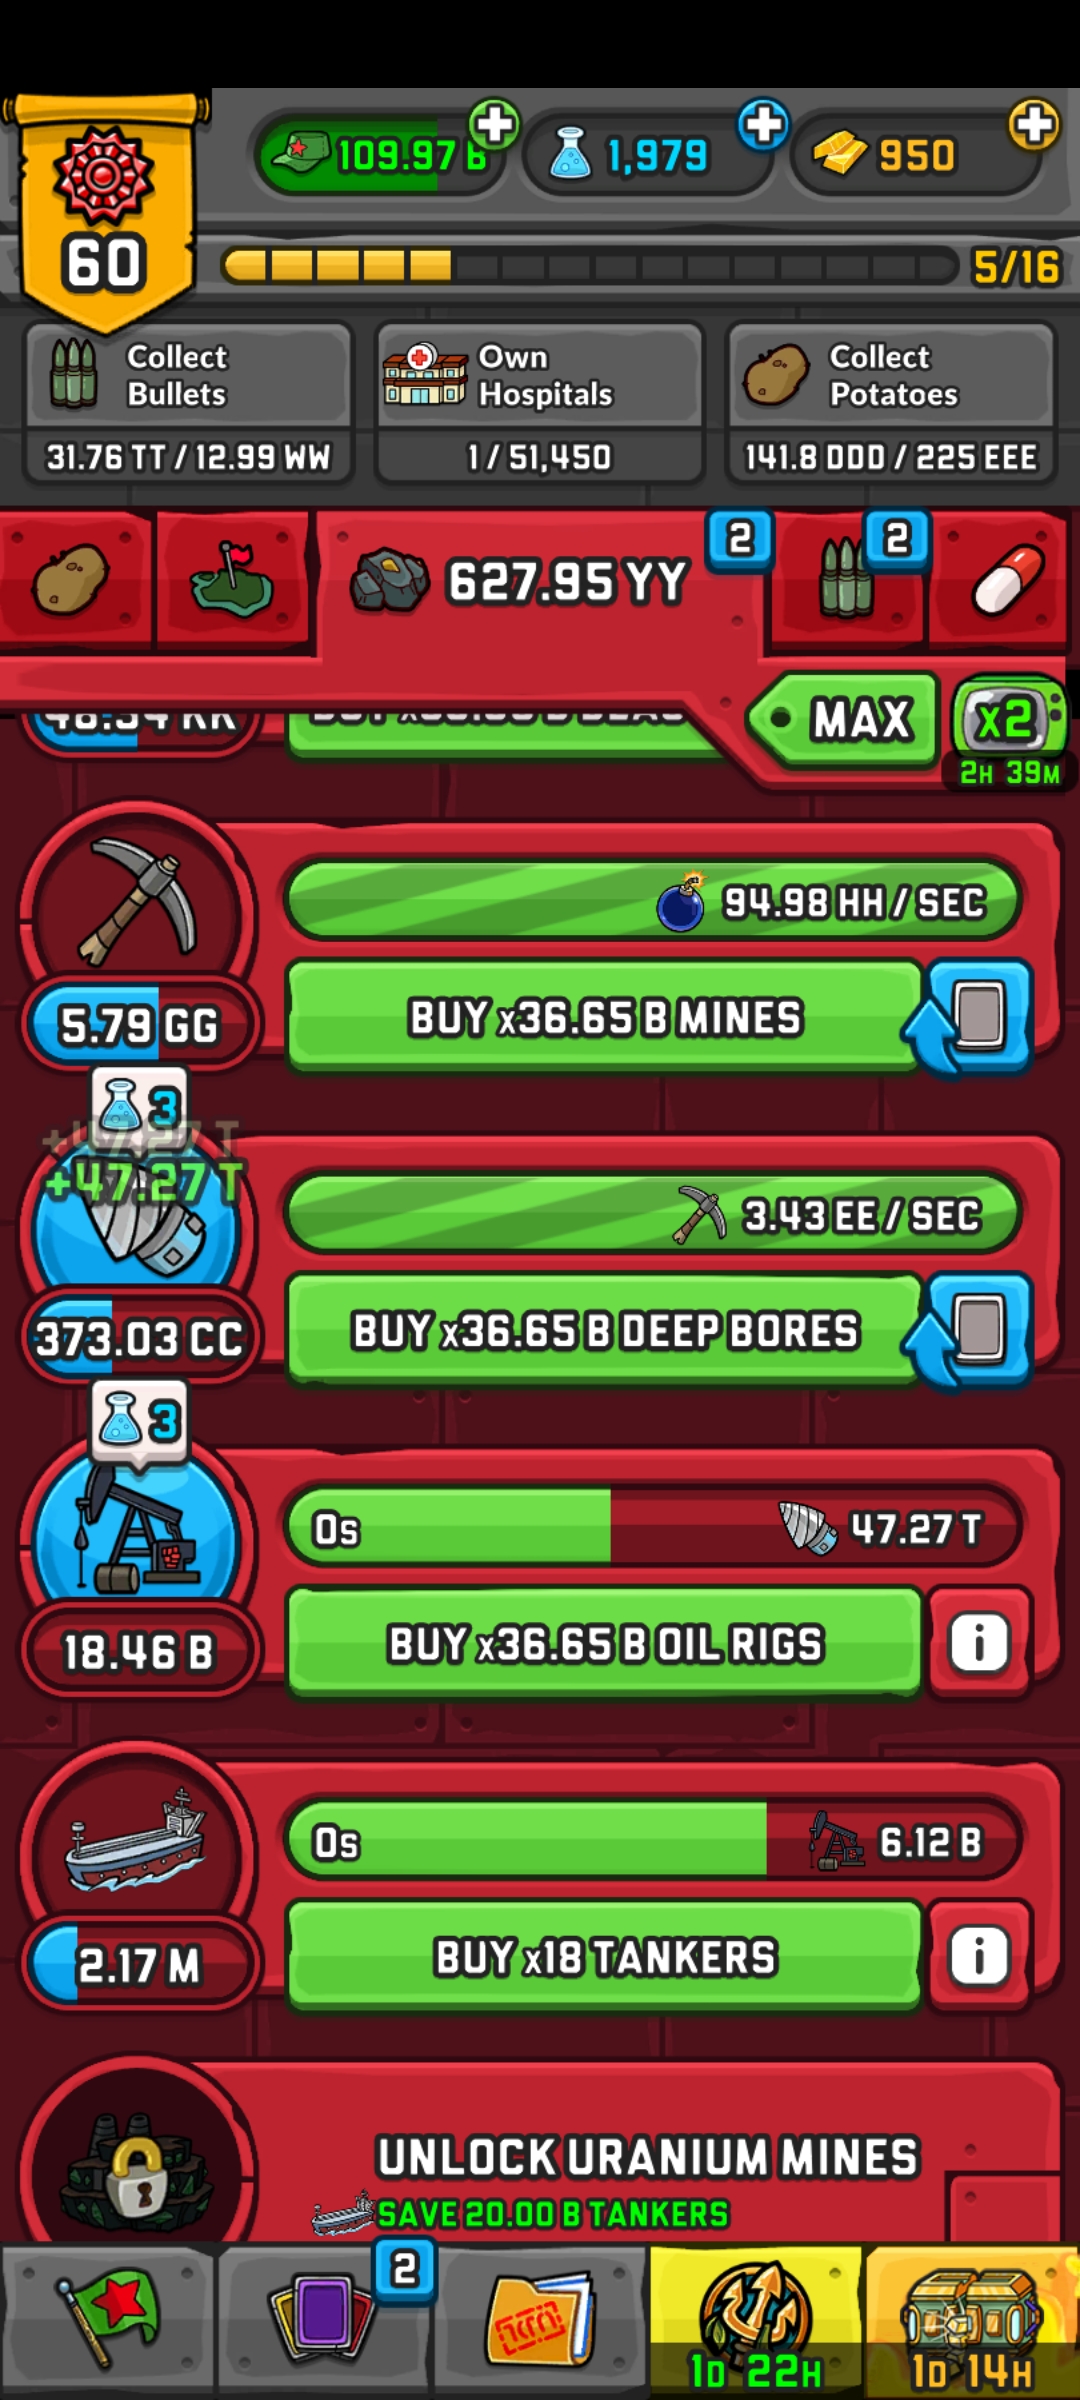 109.97 B
1,979
950
60
5/16
Collect
Bullets
31.76 TT / 12.99 WW
Own
Hospitals
1 / 51,450
Collect
Potatoes
141.8 DDD / 225 EEE
627.95 YY
2
2
MAX
x2
2H 39M
94.98 HH / SEC
5.79 GG
BUY x36.65 B MINES
3
+47.27 T
+47.27 T
3.43 EE / SEC
373.03 CC
BUY x36.65 B DEEP BORES
3
0s
47.27 T
18.46 B
BUY x36.65 B OIL RIGS
i
0s
6.12 B
2.17 M
BUY x18 TANKERS
i
UNLOCK URANIUM MINES
SAVE 20.00 B TANKERS
2
1D 22H
1D 14H